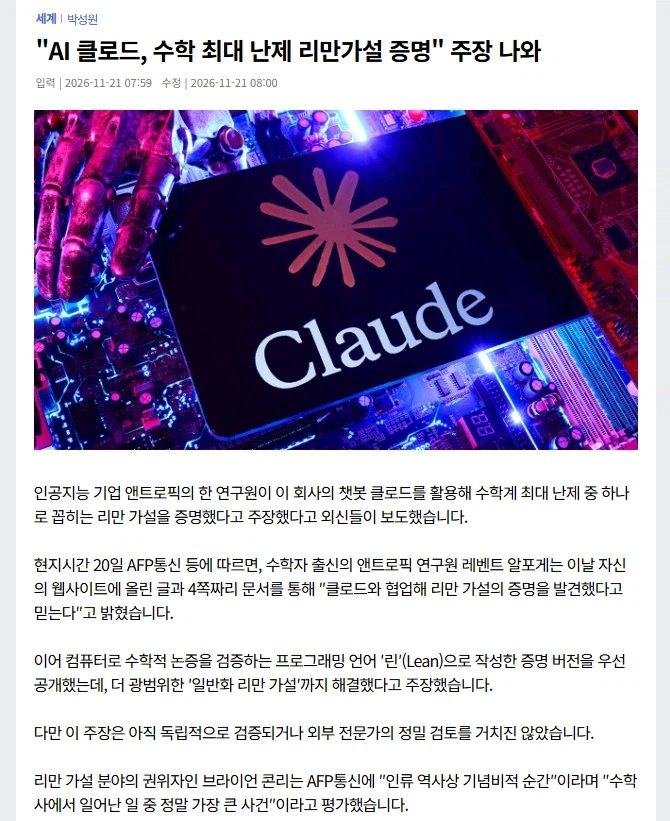 세계 | 박성원
"AI 클로드, 수학 최대 난제 리만가설 증명" 주장 나와
입력 | 2026-11-21 07:59 수정 | 2026-11-21 08:00
Claude
인공지능 기업 앤트로픽의 한 연구원이 이 회사의 챗봇 클로드를 활용해 수학계 최대 난제 중 하나
로 꼽히는 리만 가설을 증명했다고 주장했다고 외신들이 보도했습니다.
현지시간 20일 AFP통신 등에 따르면, 수학자 출신의 앤트로픽 연구원 레벤트 알포게는 이날 자신
의 웹사이트에 올린 글과 4쪽짜리 문서를 통해 "클로드와 협업해 리만 가설의 증명을 발견했다고
믿는다"고 밝혔습니다.
이어 컴퓨터로 수학적 논증을 검증하는 프로그래밍 언어 '린'(Lean)으로 작성한 증명 버전을 우선
공개했는데, 더 광범위한 '일반화 리만 가설'까지 해결했다고 주장했습니다.
다만 이 주장은 아직 독립적으로 검증되거나 외부 전문가의 정밀 검토를 거치진 않았습니다.
리만 가설 분야의 권위자인 브라이언 콘리는 AFP통신에 "인류 역사상 기념비적 순간"이라며 "수학
사에서 일어난 일 중 정말 가장 큰 사건"이라고 평가했습니다.